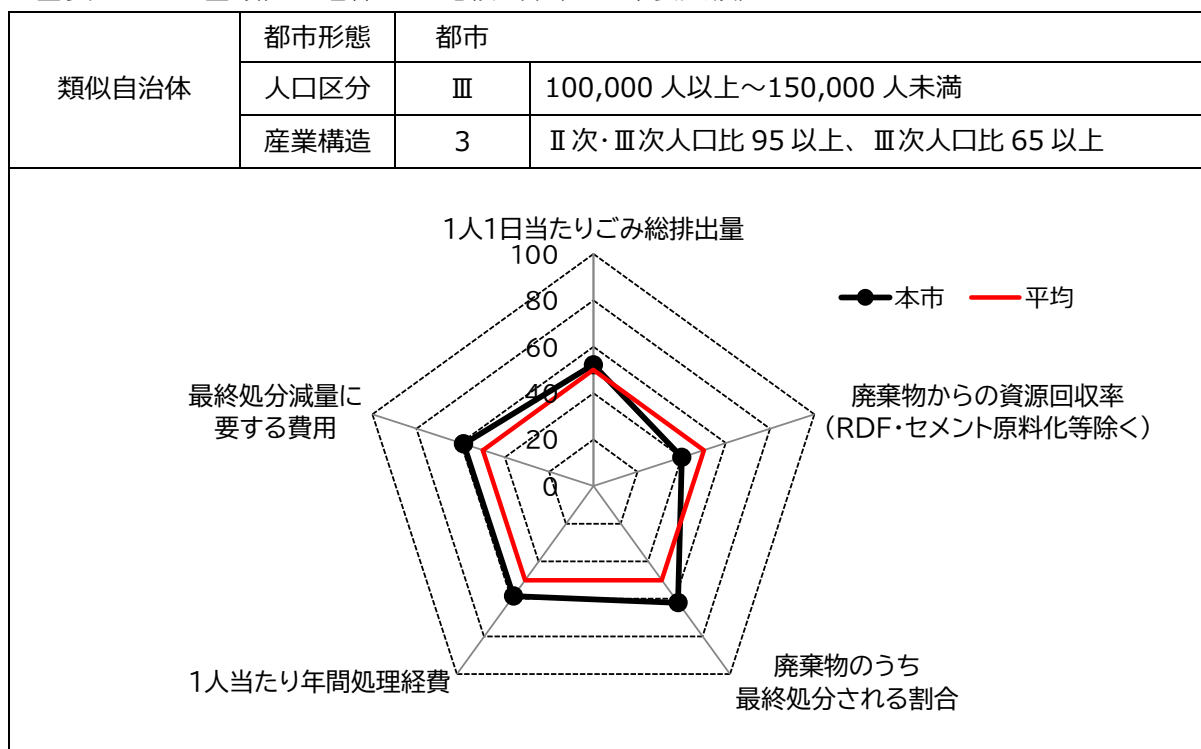 類似自治体
都市形態 都市
人口区分 Ⅲ 100,000 人以上～150,000 人未満
産業構造 3 Ⅱ次・Ⅲ次人口比 95 以上、Ⅲ次人口比 65 以上
1人1日当たりごみ総排出量
100
80
60
40
20
0
本市 平均
廃棄物からの資源回収率
（RDF・セメント原料化等除く）
最終処分減量に
要する費用
1人当たり年間処理経費
廃棄物のうち
最終処分される割合